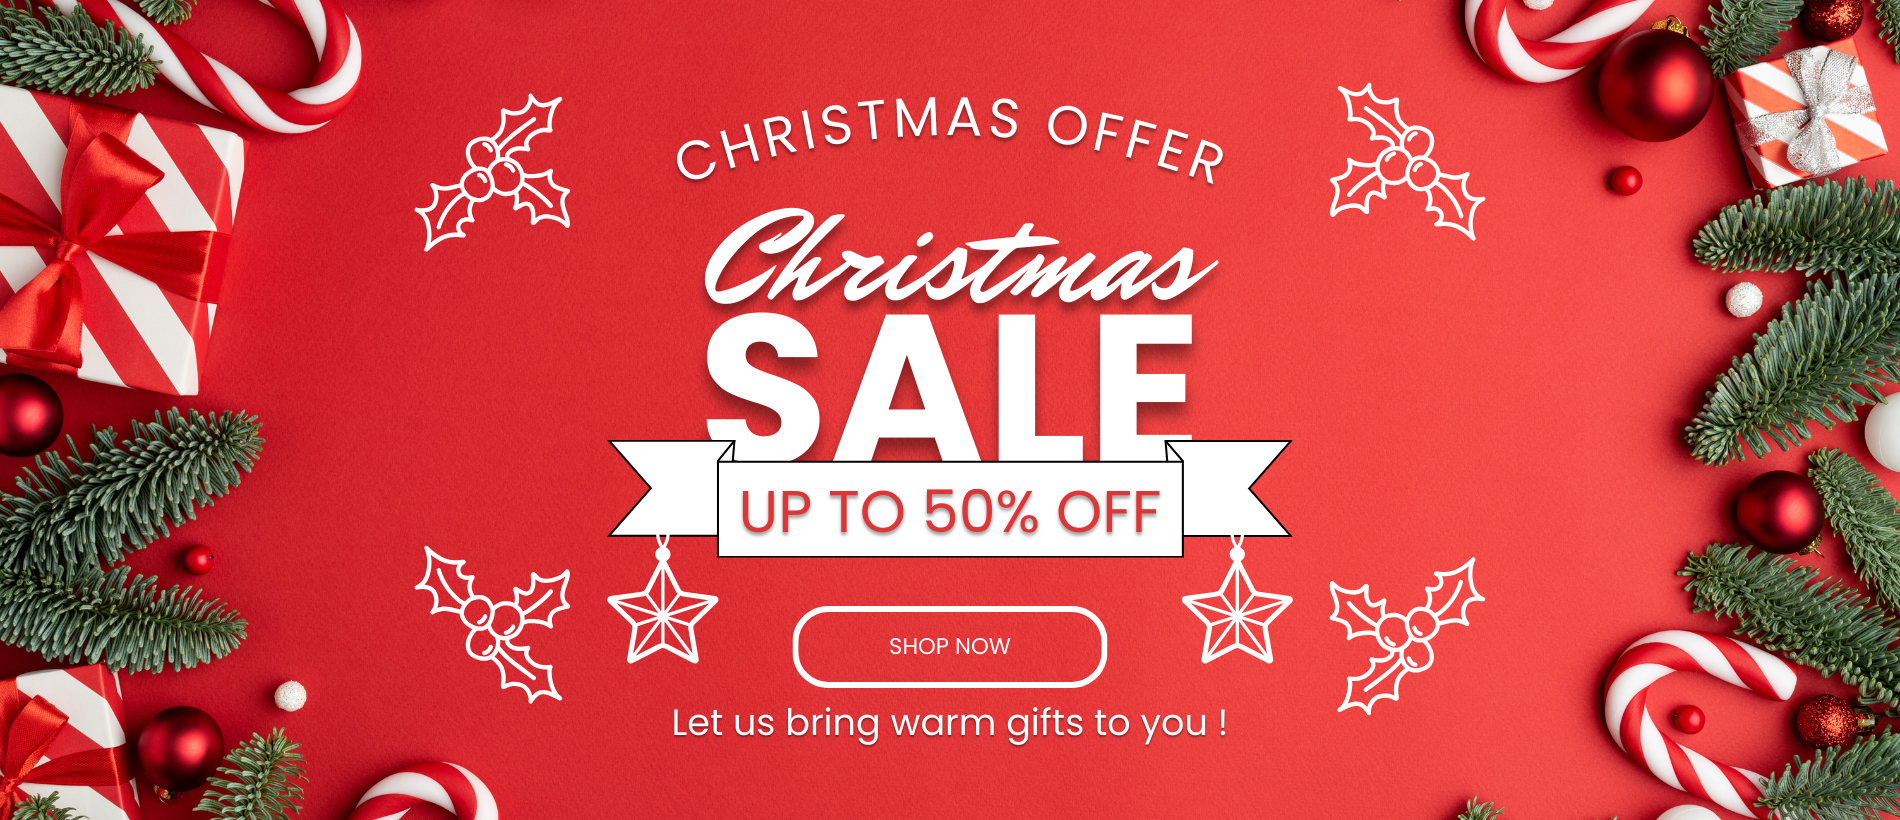 CHRISTMAS OFFER
Christmas
SALE
UP TO 50% OFF
SHOP NOW
Let us bring warm gifts to you !